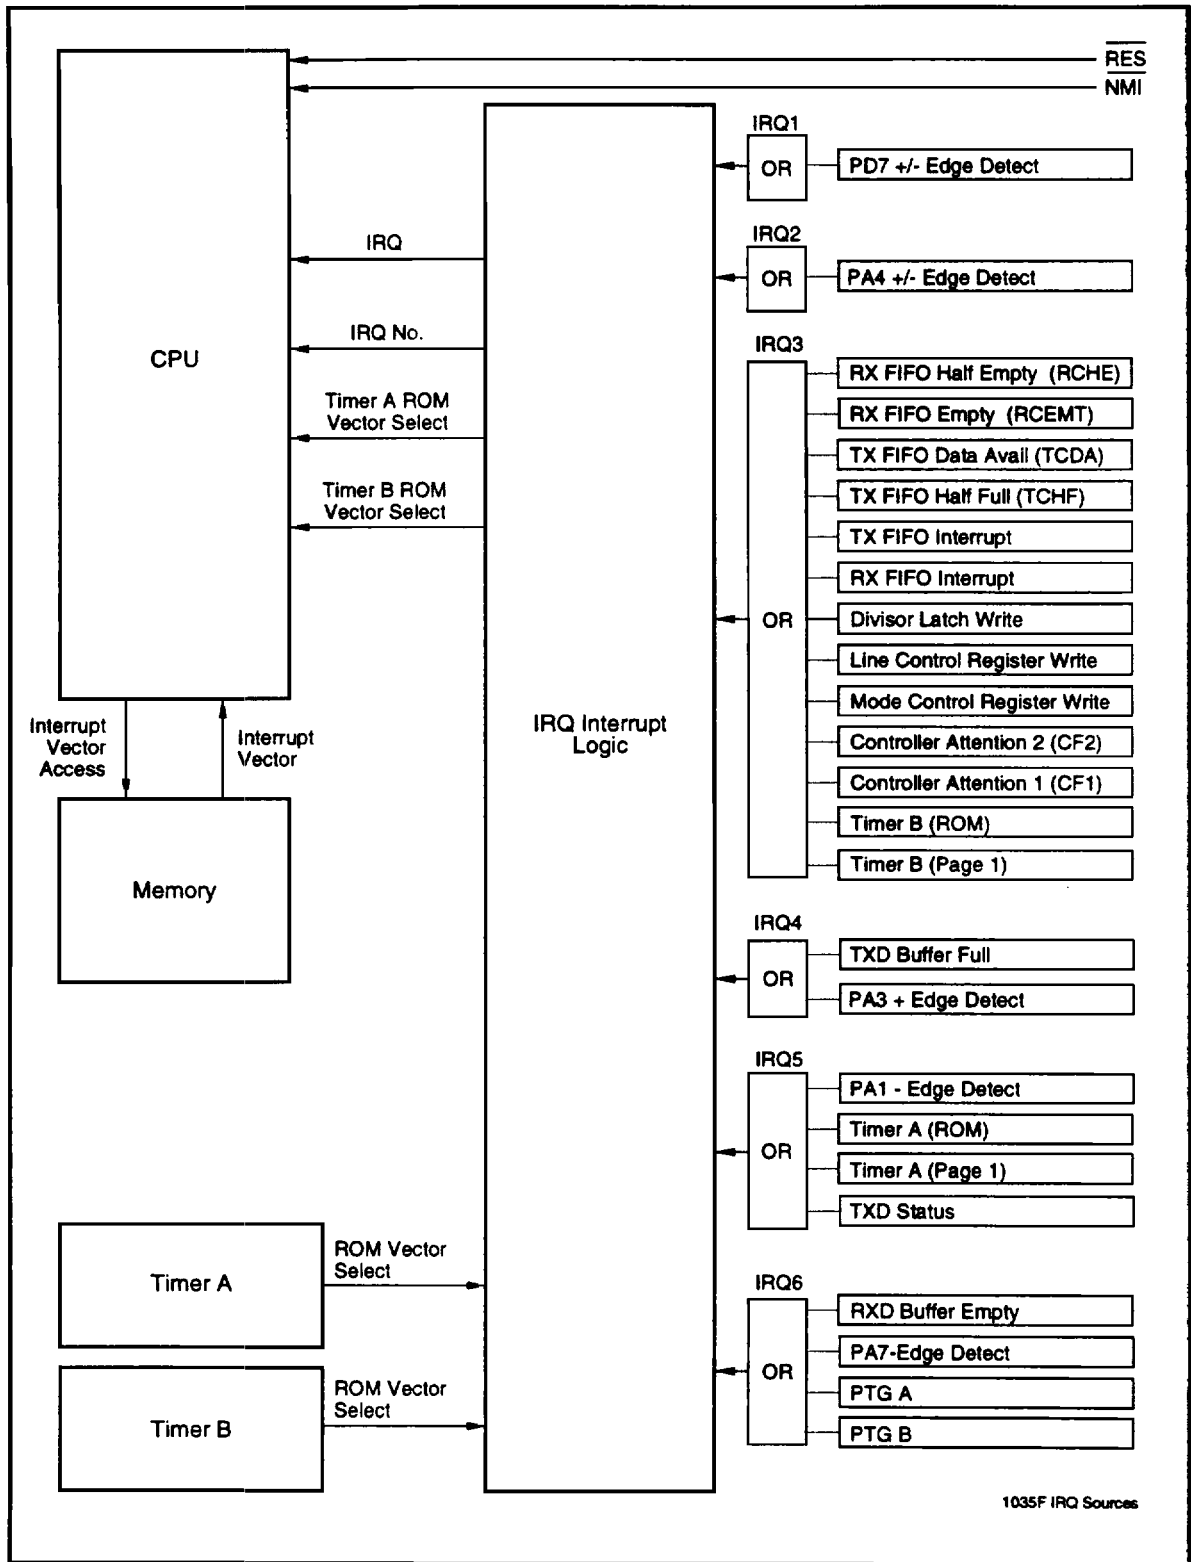 RES
NMI
IRQ1
OR
PD7 +/- Edge Detect
IRQ2
OR
PA4 +/- Edge Detect
IRQ
IRQ No.
Timer A ROM
Vector Select
Timer B ROM
Vector Select
CPU
IRQ Interrupt
Logic
IRQ3
OR
RX FIFO Half Empty (RCHE)
RX FIFO Empty (RCEMT)
TX FIFO Data Avail (TCDA)
TX FIFO Half Full (TCHF)
TX FIFO Interrupt
RX FIFO Interrupt
Divisor Latch Write
Line Control Register Write
Mode Control Register Write
Controller Attention 2 (CF2)
Controller Attention 1 (CF1)
Timer B (ROM)
Timer B (Page 1)
Interrupt
Vector
Access
Interrupt
Vector
Memory
IRQ4
OR
TXD Buffer Full
PA3 + Edge Detect
IRQ5
OR
PA1 - Edge Detect
Timer A (ROM)
Timer A (Page 1)
TXD Status
Timer A
ROM Vector
Select
Timer B
ROM Vector
Select
IRQ6
OR
RXD Buffer Empty
PA7-Edge Detect
PTG A
PTG B
1035F IRQ Sources